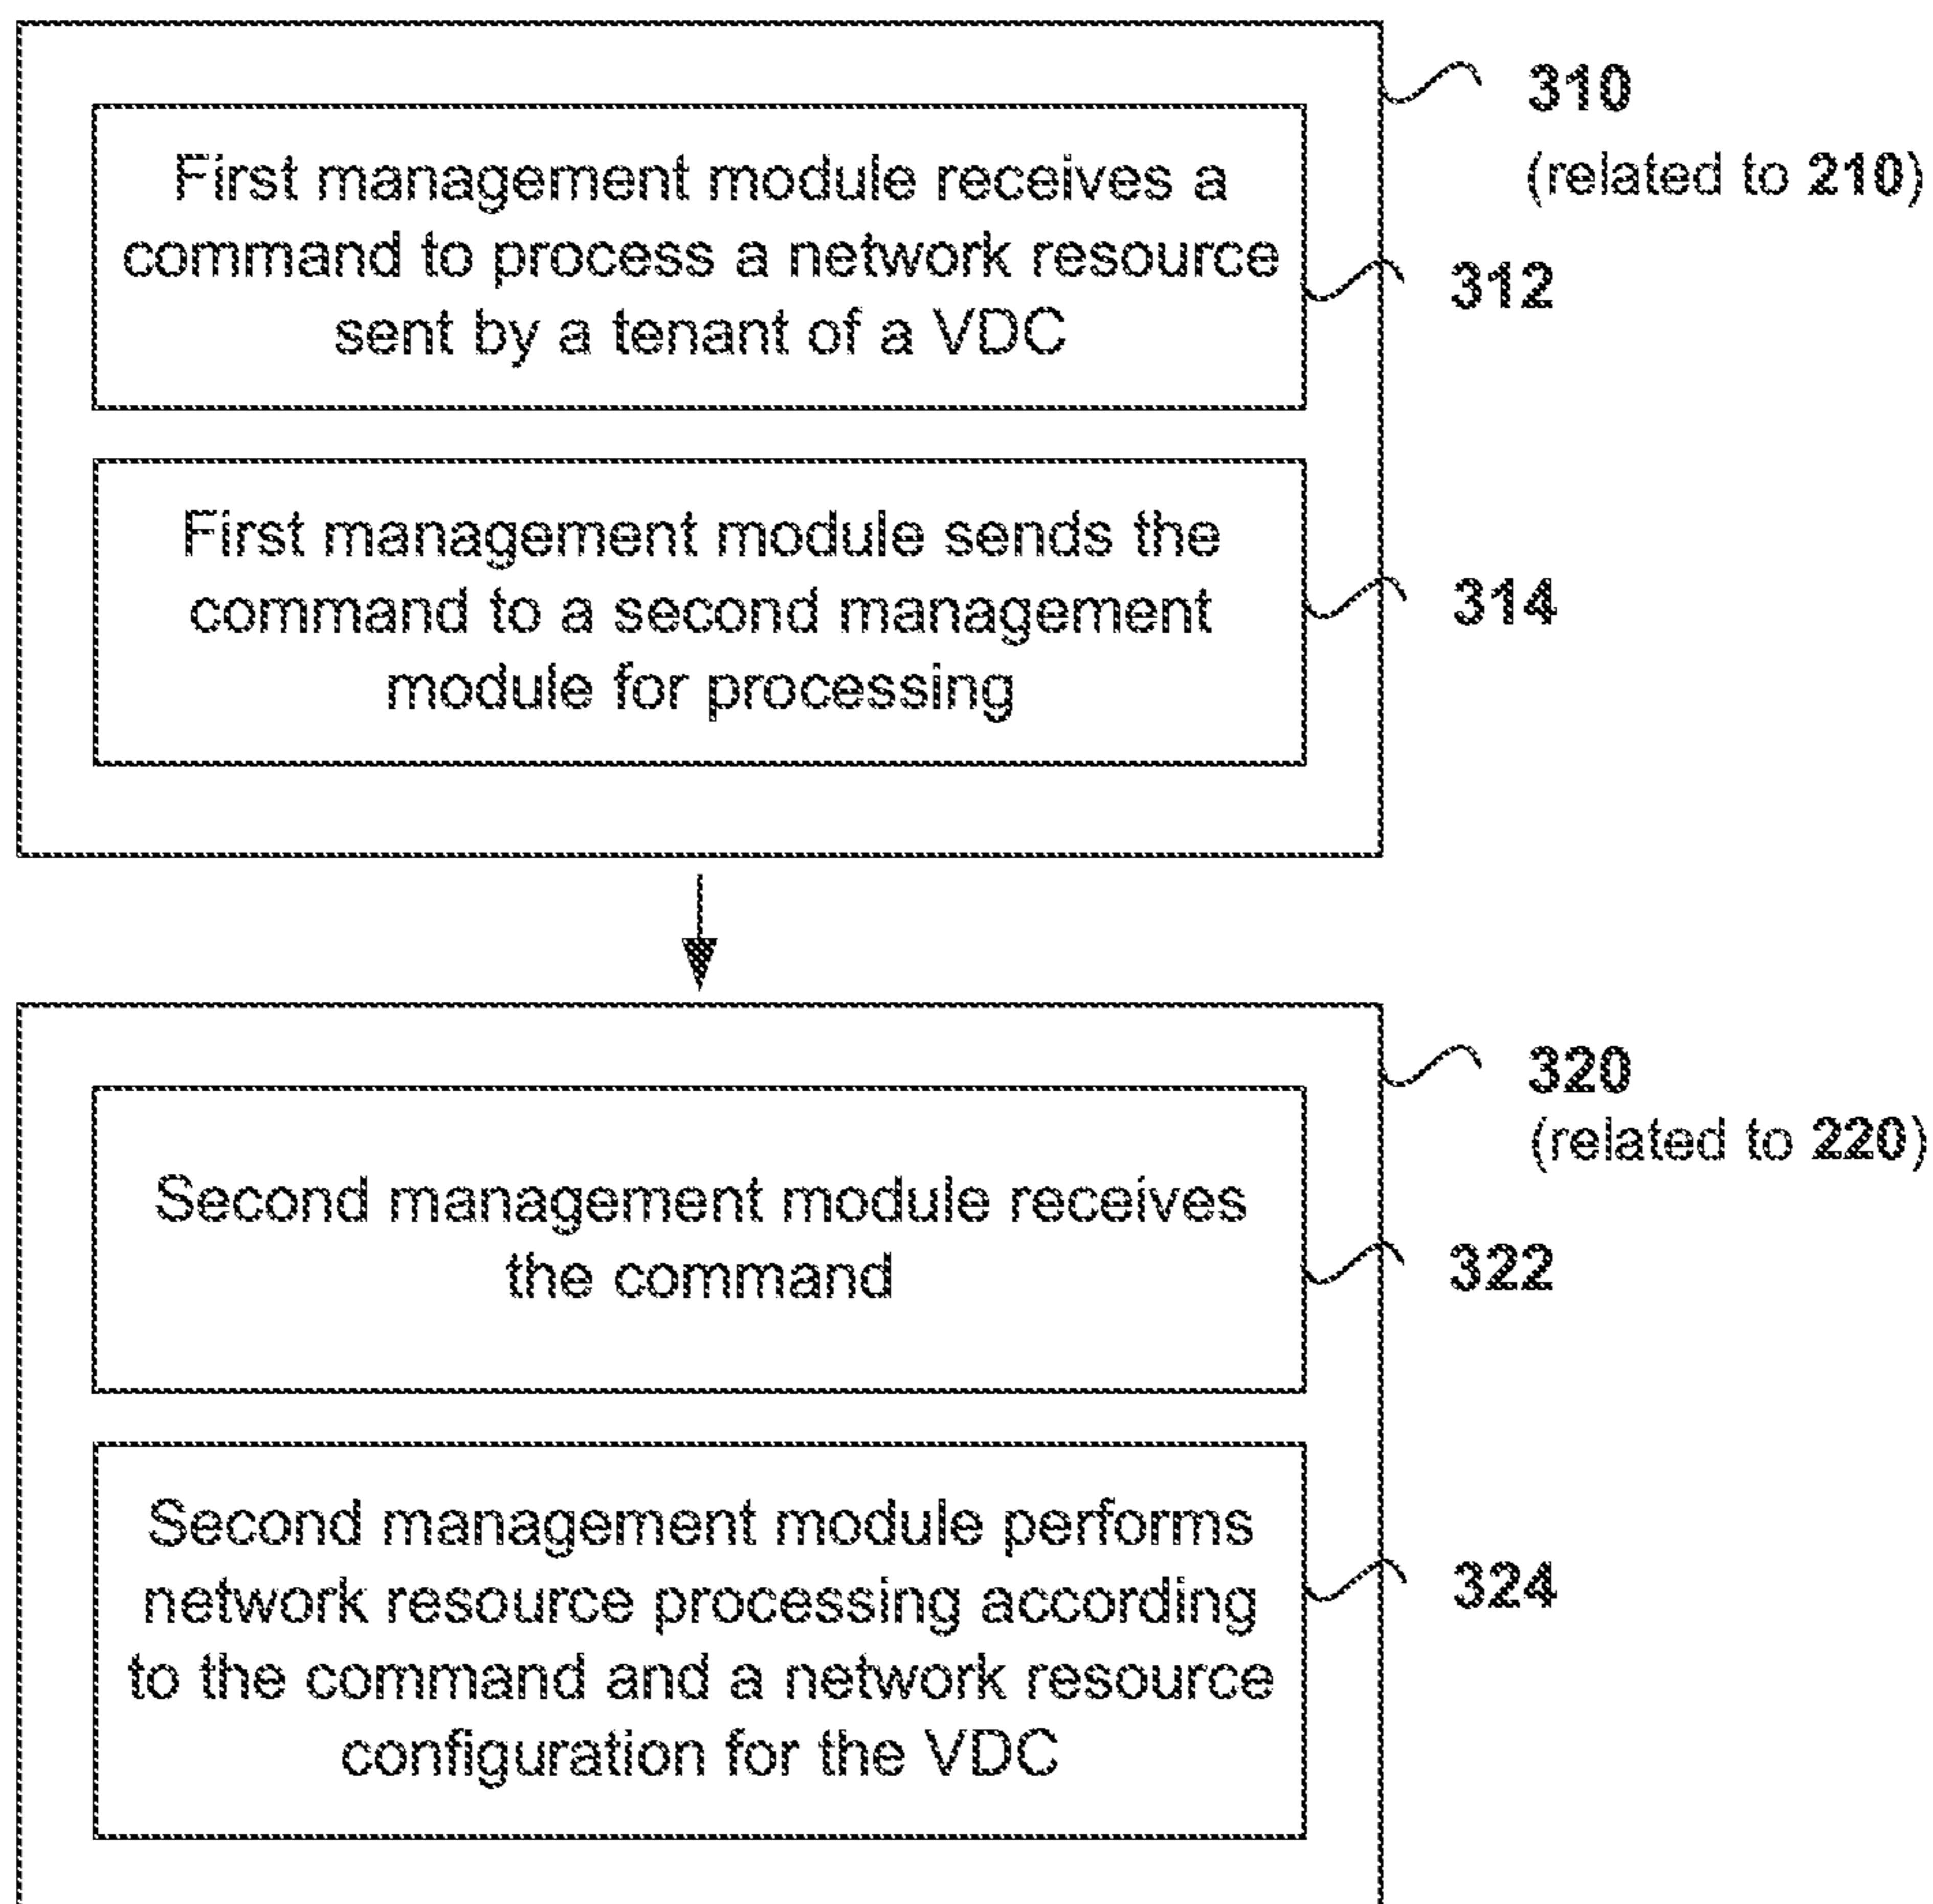 310
(related to 210)
First management module receives a
command to process a network resource
sent by a tenant of a VDC
312
First management module sends the
command to a second management
module for processing
314
320
(related to 220)
Second management module receives
the command
322
Second management module performs
network resource processing according
to the command and a network resource
configuration for the VDC
324